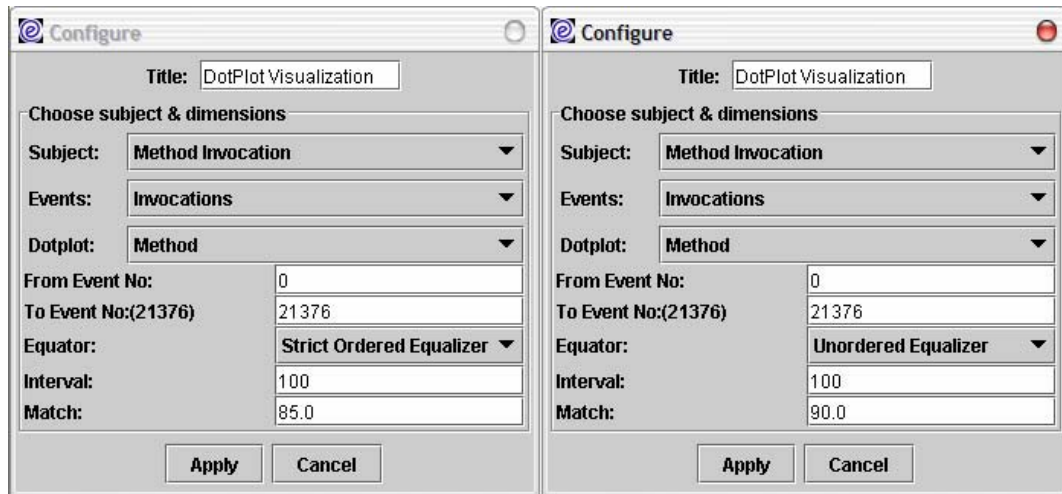 Configure
Title: DotPlot Visualization
Choose subject & dimensions
Subject: Method Invocation
Events: Invocations
Dotplot: Method
From Event No: 0
To Event No:(21376) 21376
Equator: Strict Ordered Equalizer
Interval: 100
Match: 85.0
Apply Cancel
Configure
Title: DotPlot Visualization
Choose subject & dimensions
Subject: Method Invocation
Events: Invocations
Dotplot: Method
From Event No: 0
To Event No:(21376) 21376
Equator: Unordered Equalizer
Interval: 100
Match: 90.0
Apply Cancel